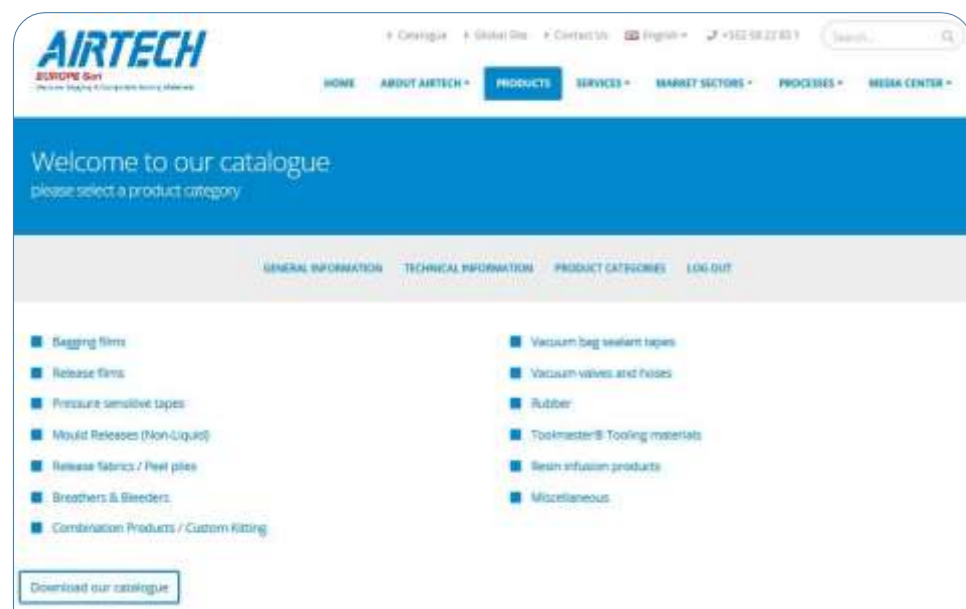 AIRTECH
EUROPE Sarl
Catalogue Global Site Contact Us English Search...
HOME ABOUT AIRTECH PRODUCTS SERVICES MARKET SECTORS PROCESSES MEDIA CENTER
Welcome to our catalogue
please select a product category
GENERAL INFORMATION TECHNICAL INFORMATION PRODUCT CATEGORIES LOG OUT
Bagging films
Release films
Pressure sensitive tapes
Mould Releases (Non-Liquid)
Release fabrics / Peel plies
Breathers & Bleeders
Combination Products / Custom Kitting
Vacuum bag sealant tapes
Vacuum valves and hoses
Rubber
Toolmaster® Tooling materials
Resin infusion products
Miscellaneous
Download our catalogue